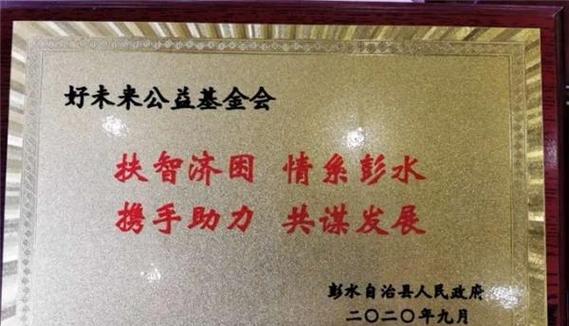 好未来公益基金会
扶智济困 情系彭水
携手助力 共谋发展
彭水自治县人民政府
二〇二〇年九月